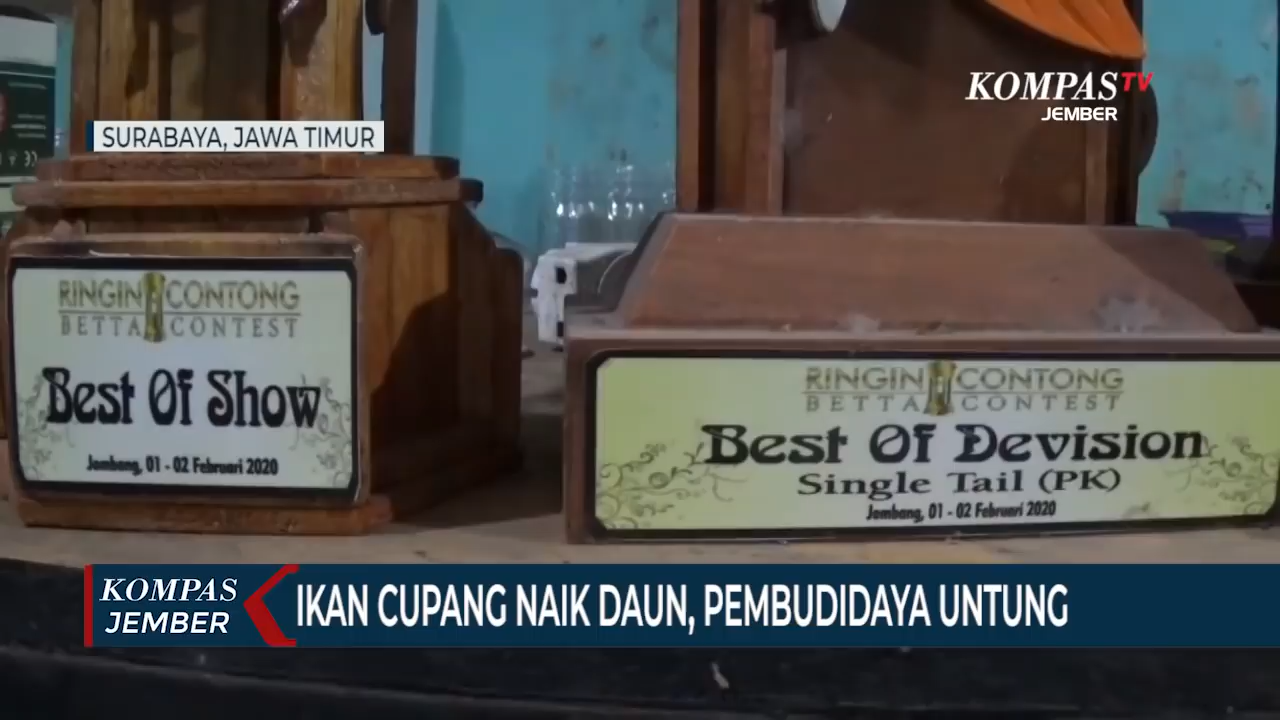 KOMPASTV
JEMBER
SURABAYA, JAWA TIMUR
RINGIN CONTONG
BETTA CONTEST
Best Of Show
Jombang, 01 - 02 Februari 2020
RINGIN CONTONG
BETTA CONTEST
Best Of Devision
Single Tail (PK)
Jombang, 01 - 02 Februari 2020
KOMPAS
JEMBER
IKAN CUPANG NAIK DAUN, PEMBUDIDAYA UNTUNG